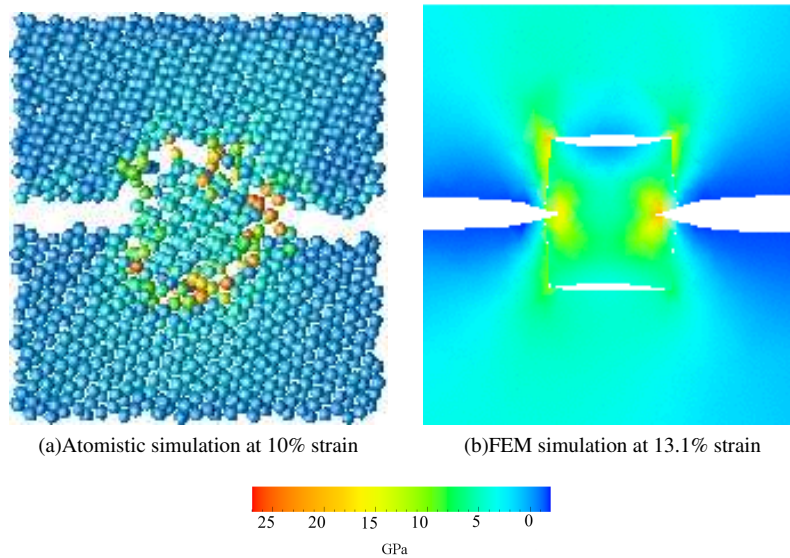 (a)Atomistic simulation at 10% strain
(b)FEM simulation at 13.1% strain
25 20 15 10 5 0
GPa